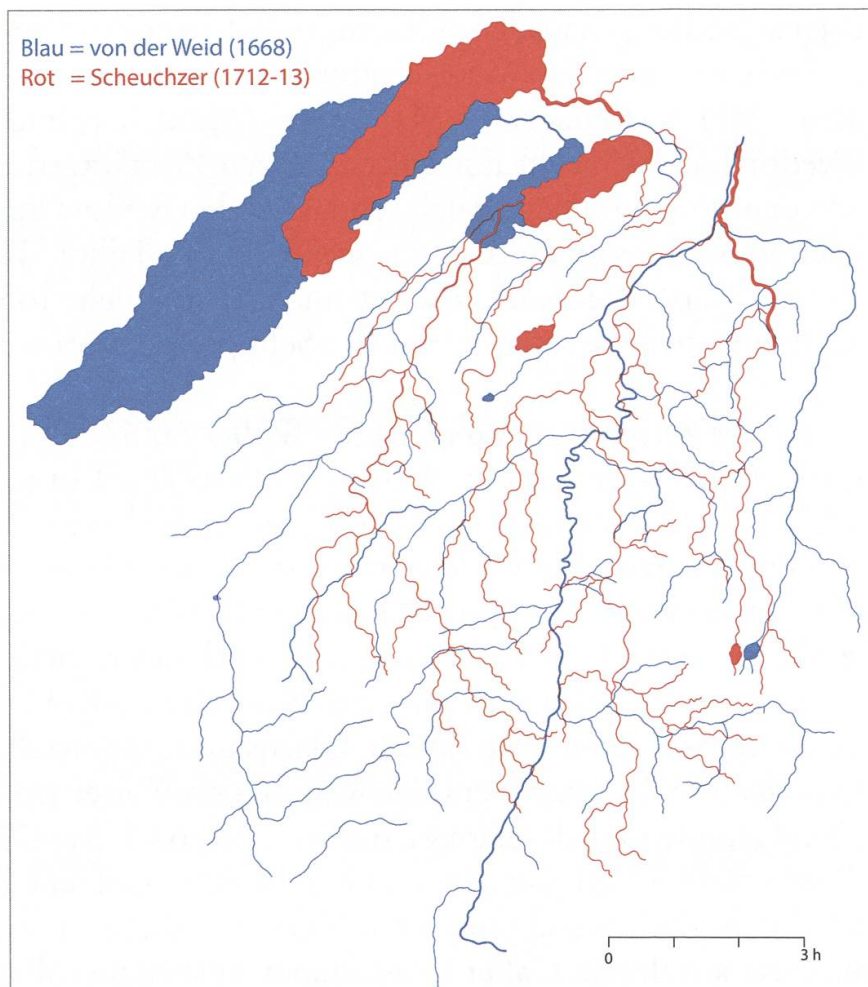 Blau = von der Weid (1668)
Rot = Scheuchzer (1712-13)
0 3 h